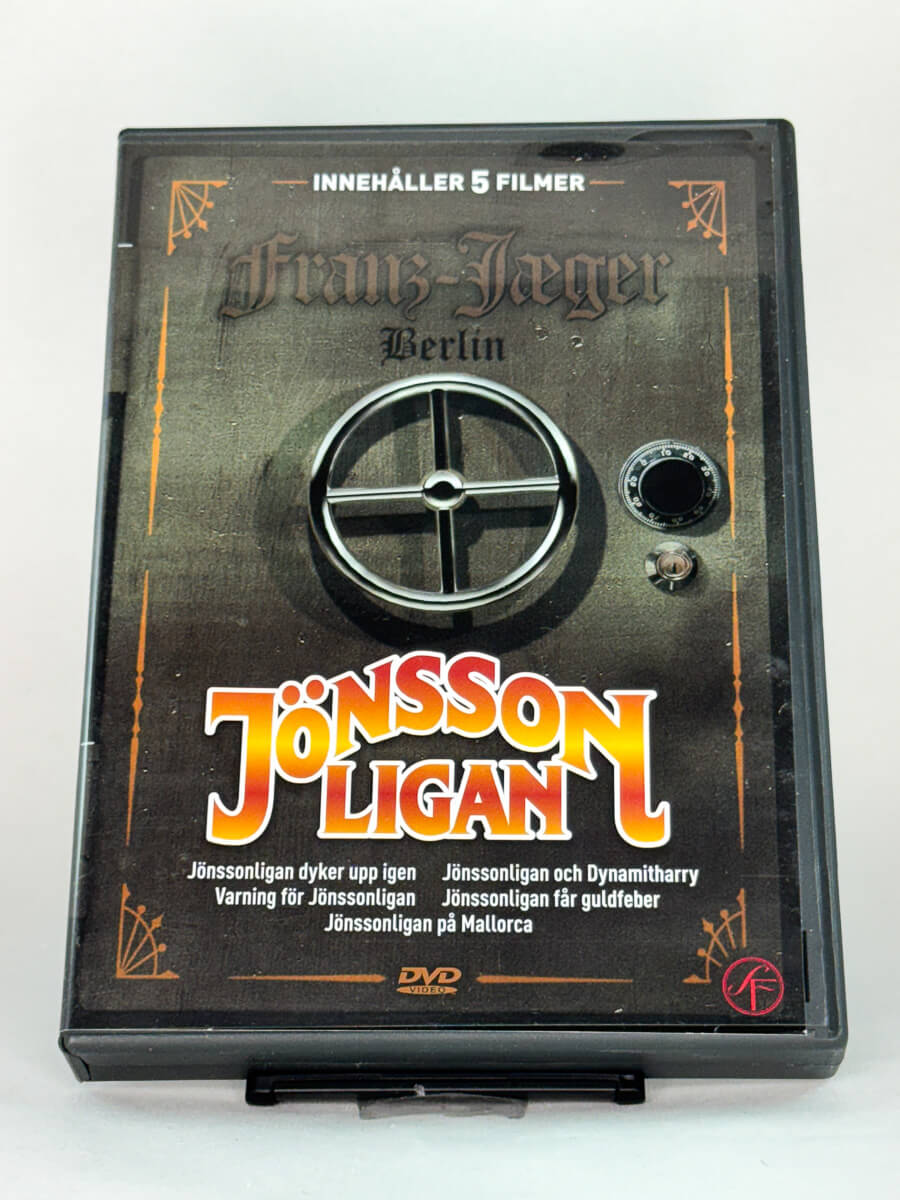 INNEHÅLLER 5 FILMER
Franz-Jæger
Berlin
JÖNSSON
LIGAN
Jönssonligan dyker upp igen Jönssonligan och Dynamitharry
Varning för Jönssonligan Jönssonligan får guldfeber
Jönssonligan på Mallorca
DVD
VIDEO
SF